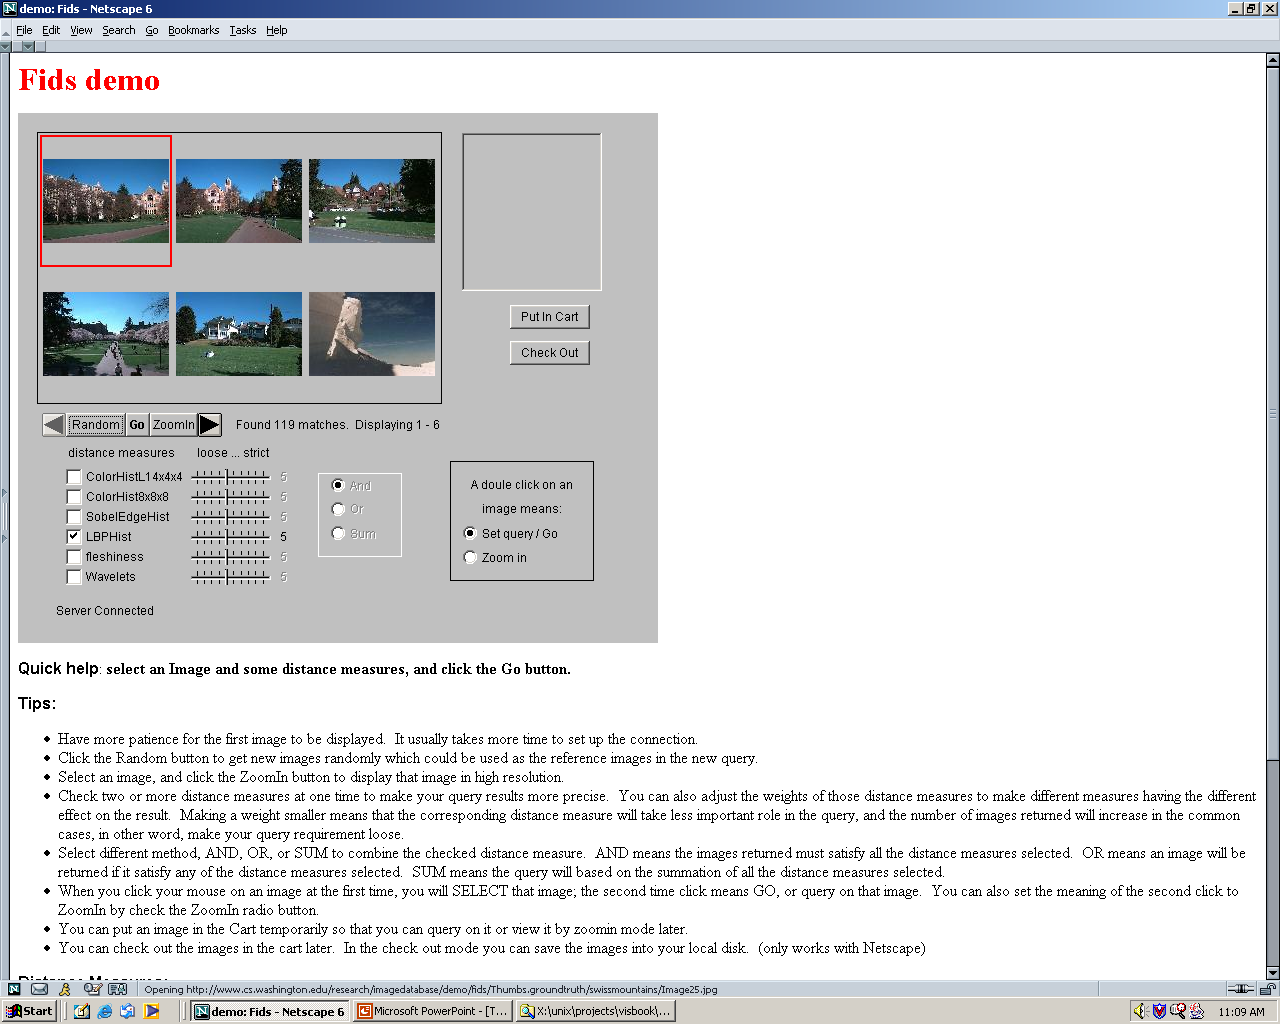 demo: Fids - Netscape 6
File Edit View Search Go Bookmarks Tasks Help
Fids demo
Put In Cart
Check Out
Random Go ZoomIn Found 119 matches. Displaying 1 - 6
distance measures loose ... strict
ColorHistL14x4x4 5
ColorHist8x8x8 5
SobelEdgeHist 5
LBPHist 5
fleshiness 5
Wavelets 5
And
Or
Sum
A doule click on an
image means:
Set query / Go
Zoom in
Server Connected
Quick help: select an Image and some distance measures, and click the Go button.
Tips:
Have more patience for the first image to be displayed. It usually takes more time to set up the connection.
Click the Random button to get new images randomly which could be used as the reference images in the new query.
Select an image, and click the ZoomIn button to display that image in high resolution.
Check two or more distance measures at one time to make your query results more precise. You can also adjust the weights of those distance measures to make different measures having the different
effect on the result. Making a weight smaller means that the corresponding distance measure will take less important role in the query, and the number of images returned will increase in the common
cases, in other word, make your query requirement loose.
Select different method, AND, OR, or SUM to combine the checked distance measure. AND means the images returned must satisfy all the distance measures selected. OR means an image will be
returned if it satisfy any of the distance measures selected. SUM means the query will based on the summation of all the distance measures selected.
When you click your mouse on an image at the first time, you will SELECT that image; the second time click means GO, or query on that image. You can also set the meaning of the second click to
ZoomIn by check the ZoomIn radio button.
You can put an image in the Cart temporarily so that you can query on it or view it by zoomin mode later.
You can check out the images in the cart later. In the check out mode you can save the images into your local disk. (only works with Netscape)
Distance Measures:
Opening http://www.cs.washington.edu/research/imagedatabase/demo/fids/Thumbs.groundtruth/swissmountains/Image25.jpg
Start demo: Fids - Netscape 6 Microsoft PowerPoint - [T... X:\unix\projects\visbook\... 11:09 AM